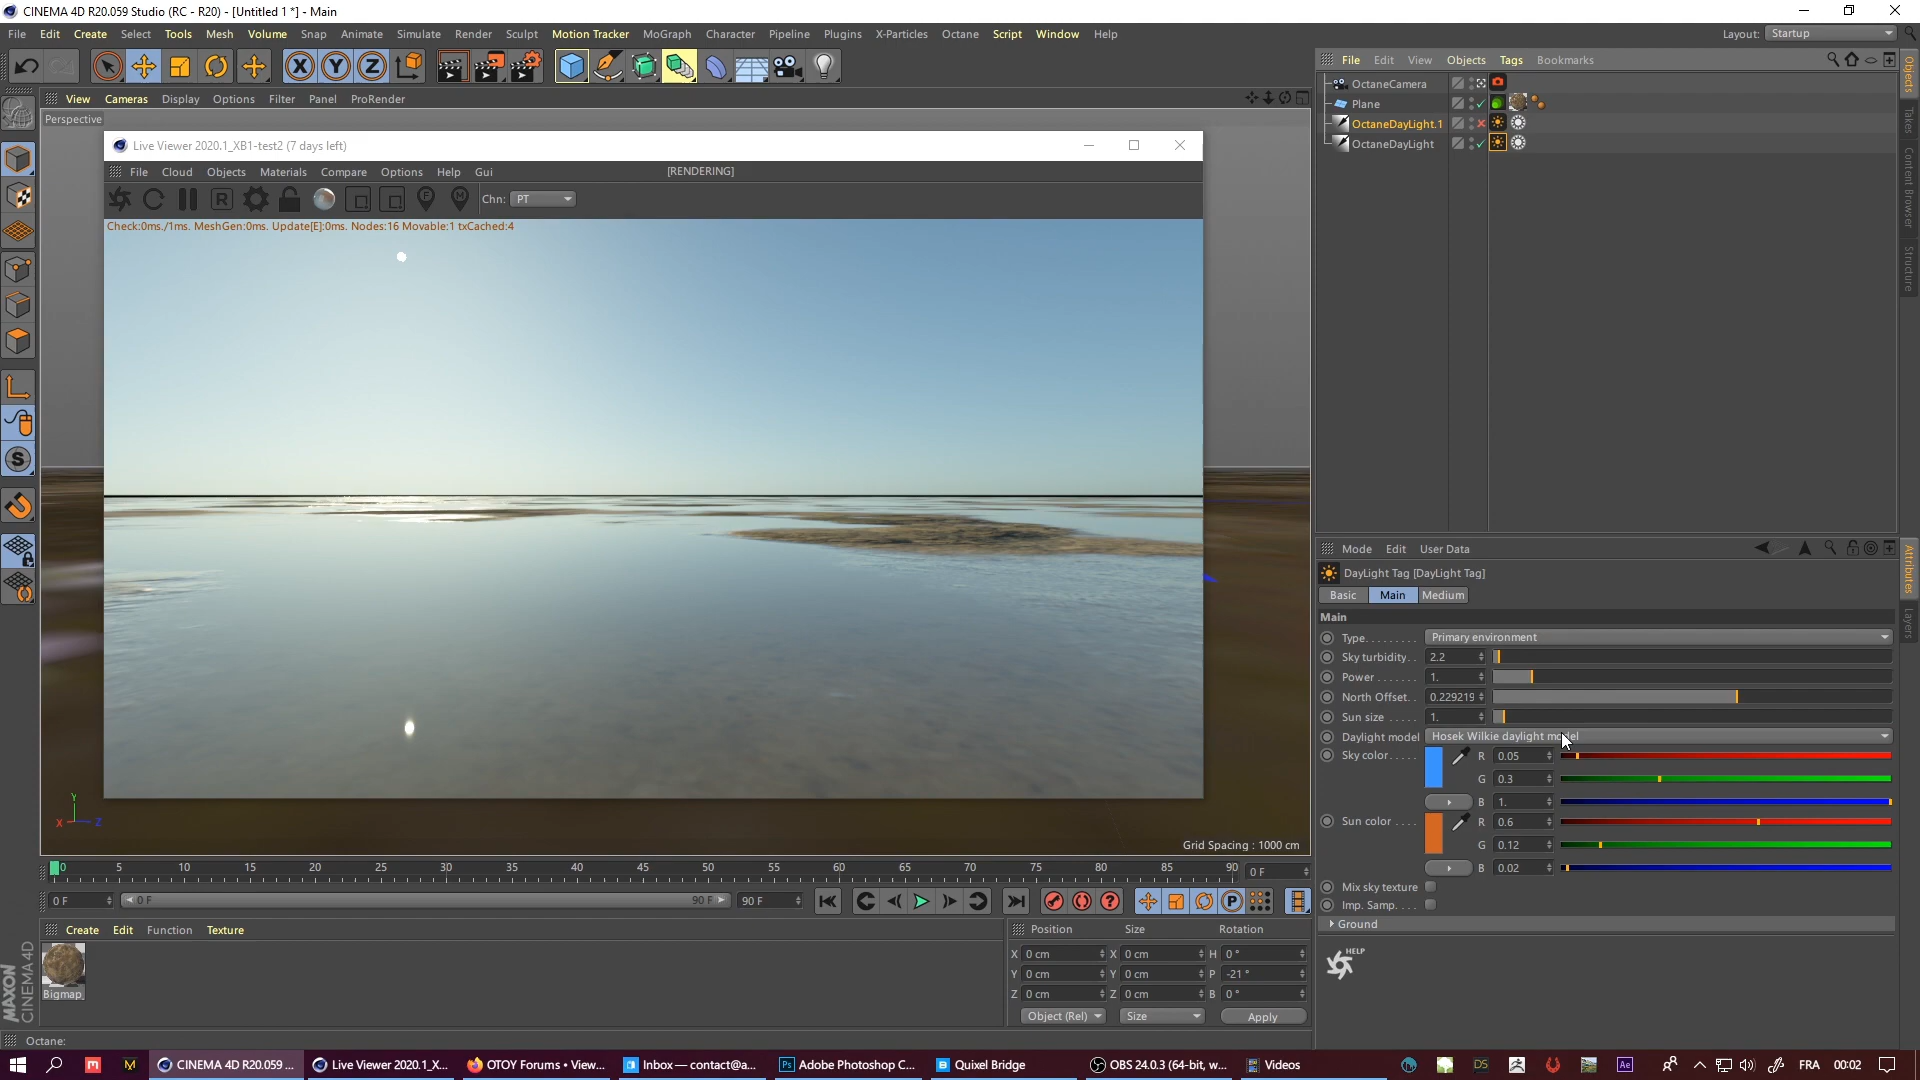 CINEMA 4D R20.059 Studio (RC - R20) - [Untitled 1 *] - Main
File Edit Create Select Tools Mesh Volume Snap Animate Simulate Render Sculpt Motion Tracker MoGraph Character Pipeline Plugins X-Particles Octane Script Window Help Layout: Startup
View Cameras Display Options Filter Panel ProRender
File Edit View Objects Tags Bookmarks
Perspective
Live Viewer 2020.1_XB1-test2 (7 days left)
File Cloud Objects Materials Compare Options Help Gui [RENDERING]
R F M Chn: PT
Check:0ms./1ms. MeshGen:0ms. Update[E]:0ms. Nodes:16 Movable:1 txCached:4
OctaneCamera
Plane
OctaneDayLight.1
OctaneDayLight
Objects
Takes
Content Browser
Structure
Mode Edit User Data
DayLight Tag [DayLight Tag]
Basic Main Medium
Main
Type........ Primary environment
Sky turbidity.. 2.2
Power....... 1.
North Offset.. 0.229219
Sun size ..... 1.
Daylight model Hosek Wilkie daylight model
Sky color..... R 0.05
G 0.3
B 1.
Sun color .... R 0.6
G 0.12
B 0.02
Mix sky texture
Imp. Samp....
Ground
HELP
Attributes
Layers
Y
X Z
Grid Spacing : 1000 cm
0 5 10 15 20 25 30 35 40 45 50 55 60 65 70 75 80 85 90 0 F
0 F 0 F 90 F 90 F
Create Edit Function Texture
Bigmap
Position Size Rotation
X 0 cm X 0 cm H 0 °
Y 0 cm Y 0 cm P -21 °
Z 0 cm Z 0 cm B 0 °
Object (Rel) Size Apply
MAXON
CINEMA 4D
Octane:
CINEMA 4D R20.059 ... Live Viewer 2020.1_X... OTOY Forums • View... Inbox — contact@a... Adobe Photoshop C... Quixel Bridge OBS 24.0.3 (64-bit, w... Videos FRA 00:02